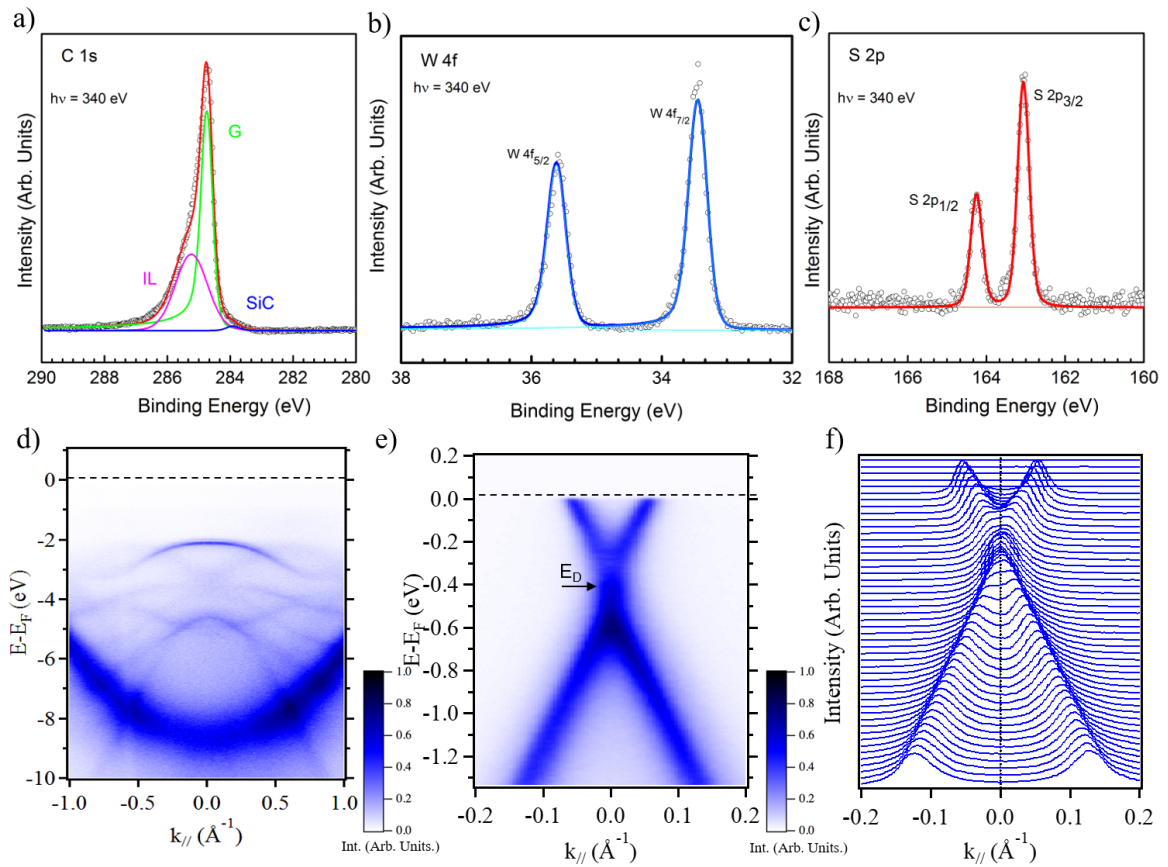 a)
C 1s
hν = 340 eV
G
IL
SiC
Intensity (Arb. Units)
290 288 286 284 282 280
Binding Energy (eV)
b)
W 4f
hν = 340 eV
W 4f7/2
W 4f5/2
Intensity (Arb. Units)
38 36 34 32
Binding Energy (eV)
c)
S 2p
hν = 340 eV
S 2p3/2
S 2p1/2
Intensity (Arb. Units)
168 166 164 162 160
Binding Energy (eV)
d)
0
-2
-4
-6
-8
-10
E-EF (eV)
-1.0 -0.5 0.0 0.5 1.0
k// (Å-1)
1.0
0.8
0.6
0.4
0.2
0.0
Int. (Arb. Units.)
e)
0.2
0.0
-0.2
-0.4
-0.6
-0.8
-1.0
-1.2
E-EF (eV)
ED
-0.2 -0.1 0.0 0.1 0.2
k// (Å-1)
1.0
0.8
0.6
0.4
0.2
0.0
Int. (Arb. Units.)
f)
Intensity (Arb. Units)
-0.2 -0.1 0.0 0.1 0.2
k// (Å-1)